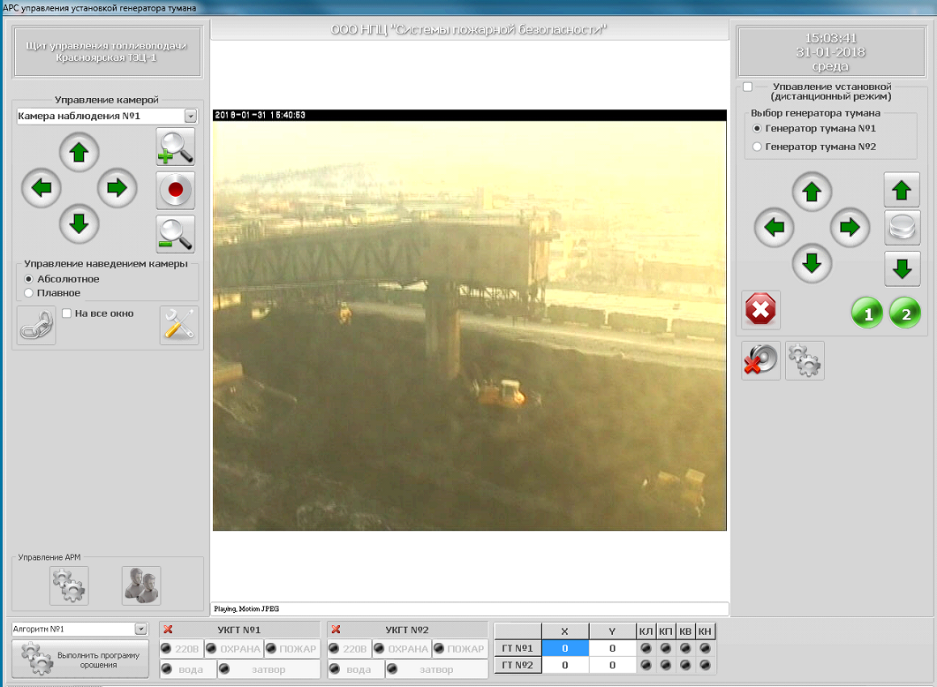 АРС управления установкой генератора тумана
Щит управления топливоподачи
Красноярская ТЭЦ-1
Управление камерой
Камера наблюдения №1
Управление наведением камеры
Абсолютное
Плавное
На все окно
Управление АРМ
ООО НПЦ "Системы пожарной безопасности"
2018-01-31 15:40:53
Playing, Motion JPEG
15:03:41
31-01-2018
среда
Управление установкой
(дистанционный режим)
Выбор генератора тумана
Генератор тумана №1
Генератор тумана №2
1 2
Алгоритм №1
Выполнить программу
орошения
УКГТ №1
220В ОХРАНА ПОЖАР
вода затвор
УКГТ №2
220В ОХРАНА ПОЖАР
вода затвор
X Y КЛ КП КВ КН
ГТ №1 0 0
ГТ №2 0 0